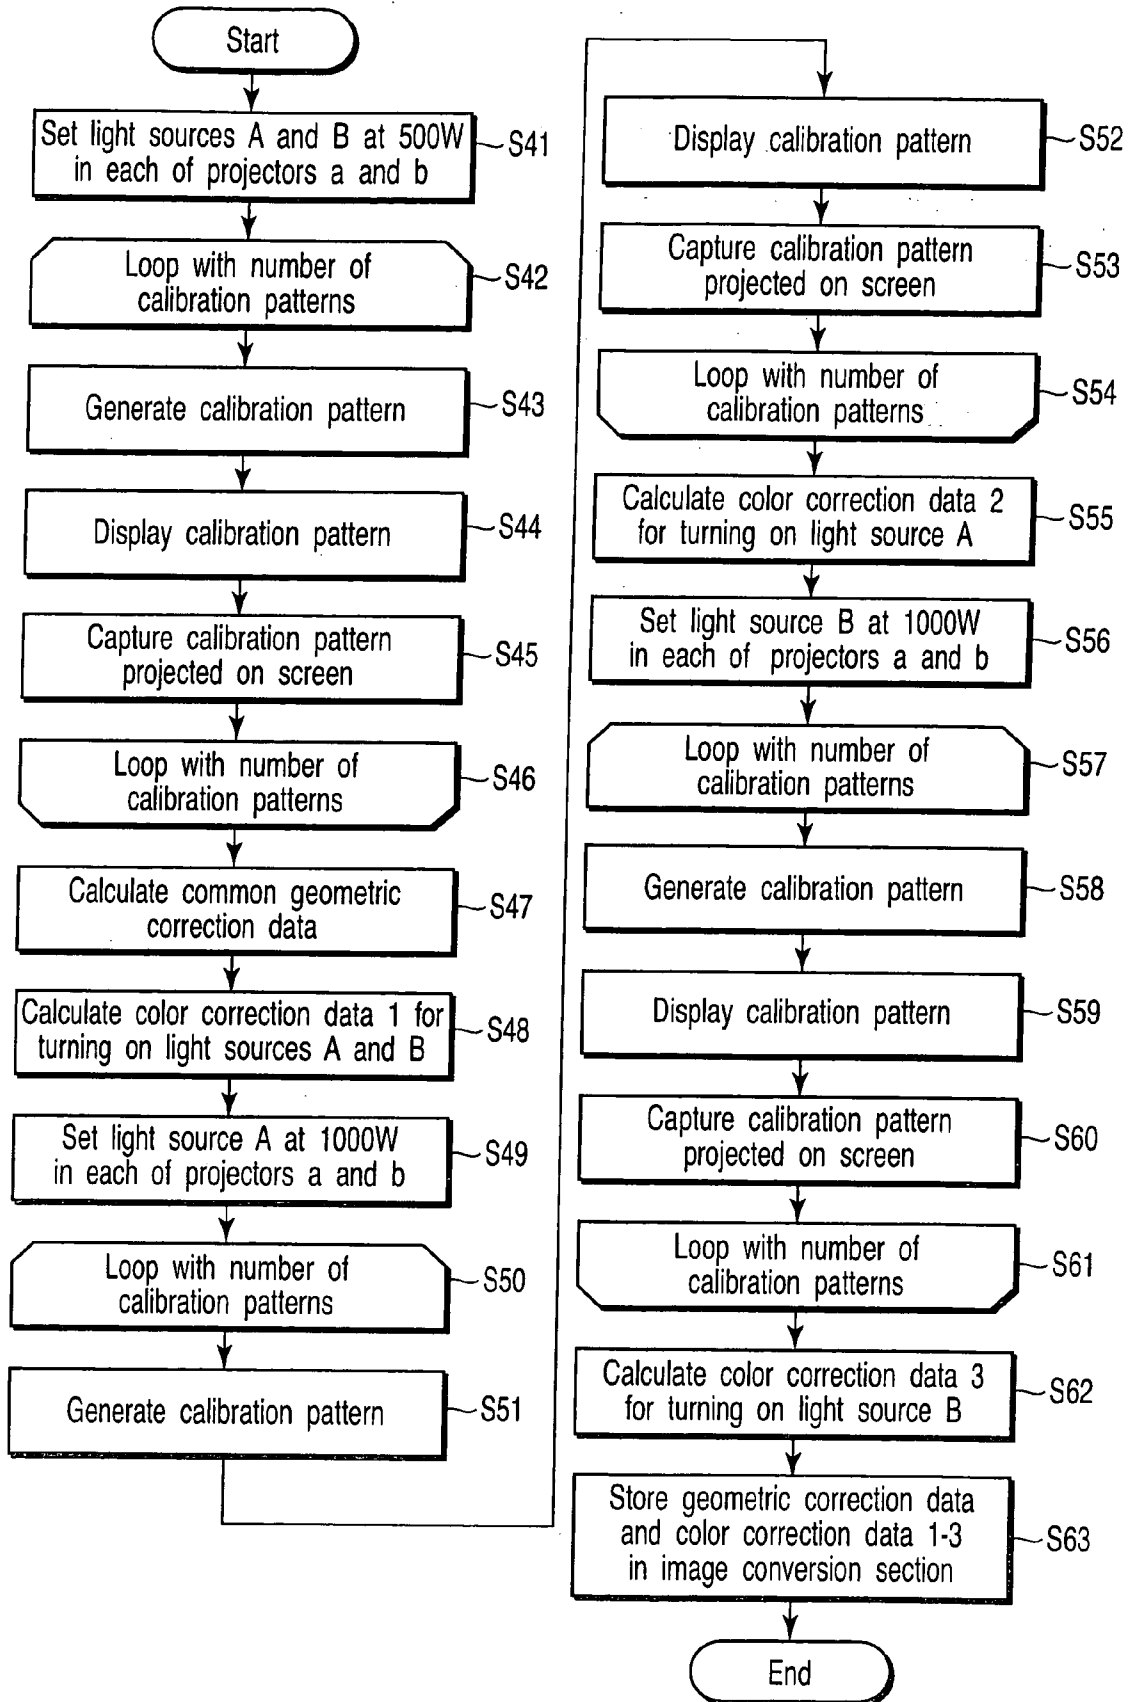 Start
Set light sources A and B at 500W
in each of projectors a and b
S41
Loop with number of
calibration patterns
S42
Generate calibration pattern
S43
Display calibration pattern
S44
Capture calibration pattern
projected on screen
S45
Loop with number of
calibration patterns
S46
Calculate common geometric
correction data
S47
Calculate color correction data 1 for
turning on light sources A and B
S48
Set light source A at 1000W
in each of projectors a and b
S49
Loop with number of
calibration patterns
S50
Generate calibration pattern
S51
Display calibration pattern
S52
Capture calibration pattern
projected on screen
S53
Loop with number of
calibration patterns
S54
Calculate color correction data 2
for turning on light source A
S55
Set light source B at 1000W
in each of projectors a and b
S56
Loop with number of
calibration patterns
S57
Generate calibration pattern
S58
Display calibration pattern
S59
Capture calibration pattern
projected on screen
S60
Loop with number of
calibration patterns
S61
Calculate color correction data 3
for turning on light source B
S62
Store geometric correction data
and color correction data 1-3
in image conversion section
S63
End